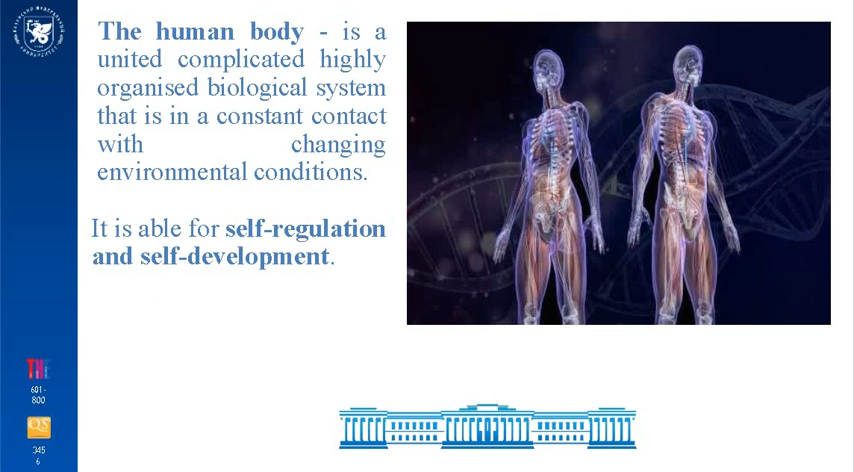 The human body - is a
united complicated highly
organised biological system
that is in a constant contact
with changing
environmental conditions.
It is able for self-regulation
and self-development.
THE
601-
800
QS
345
6